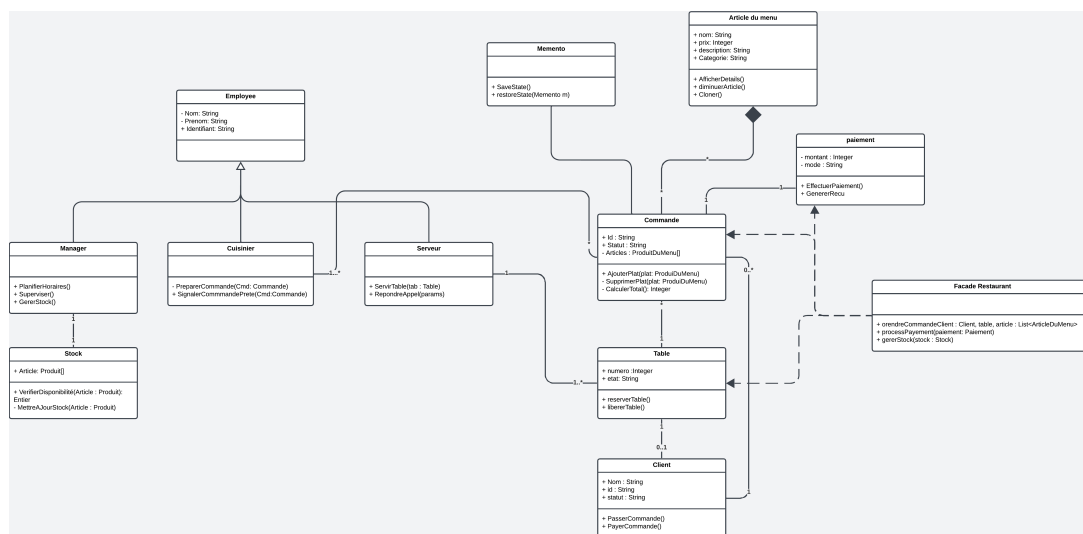 Article du menu
+ nom: String
+ prix: Integer
+ description: String
+ Categorie: String
+ AfficherDetails()
+ diminuerArticle()
+ Cloner()
Memento
+ SaveState()
+ restoreState(Memento m)
Employee
- Nom: String
- Prenom: String
+ Identifiant: String
paiement
- montant : Integer
- mode : String
+ EffectuerPaiement()
+ GenererRecu
*
*
1
1
Commande
+ Id : String
+ Statut : String
- Articles : ProduitDuMenu[]
+ AjouterPlat(plat: ProduiDuMenu)
- SupprimerPlat(plat: ProduiDuMenu)
- CalculerTotal(): Integer
Manager
+ PlanifierHoraires()
+ Superviser()
+ GererStock()
Cuisinier
- PreparerCommande(Cmd: Commande)
+ SignalerCommmandePrete(Cmd:Commande)
1..*
*
Serveur
+ ServirTable(tab : Table)
+ RepondreAppel(params)
1
1..*
0..*
1
Facade Restaurant
+ orendreCommandeClient : Client, table, article : List<ArticleDuMenu>
+ processPayement(paiement: Paiement)
+ gererStock(stock : Stock)
1
1
1
1
Stock
+ Article: Produit[]
+ VerifierDisponibilité(Article : Produit):
Entier
- MettreAJourStock(Article : Produit)
Table
+ numero :Integer
+ etat: String
+ reserverTable()
+ libererTable()
1
0..1
Client
+ Nom : String
+ id : String
+ statut : String
+ PasserCommande()
+ PayerCommande()